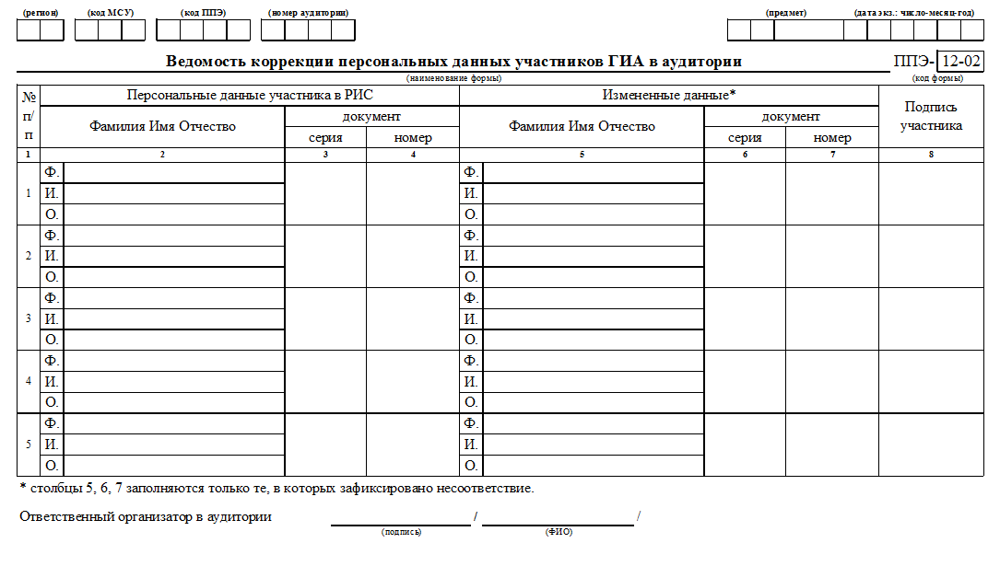 (регион) (код МСУ) (код ППЭ) (номер аудитории) (предмет) (дата экз.: число-месяц-год)
Ведомость коррекции персональных данных участников ГИА в аудитории ППЭ- 12-02
(наименование формы) (код формы)
№ п/п Персональные данные участника в РИС Измененные данные* Подпись участника
Фамилия Имя Отчество документ Фамилия Имя Отчество документ
серия номер серия номер
1 2 3 4 5 6 7 8
Ф. Ф.
1 И. И.
О. О.
Ф. Ф.
2 И. И.
О. О.
Ф. Ф.
3 И. И.
О. О.
Ф. Ф.
4 И. И.
О. О.
Ф. Ф.
5 И. И.
О. О.
* столбцы 5, 6, 7 заполняются только те, в которых зафиксировано несоответствие.
Ответственный организатор в аудитории / /
(подпись) (ФИО)